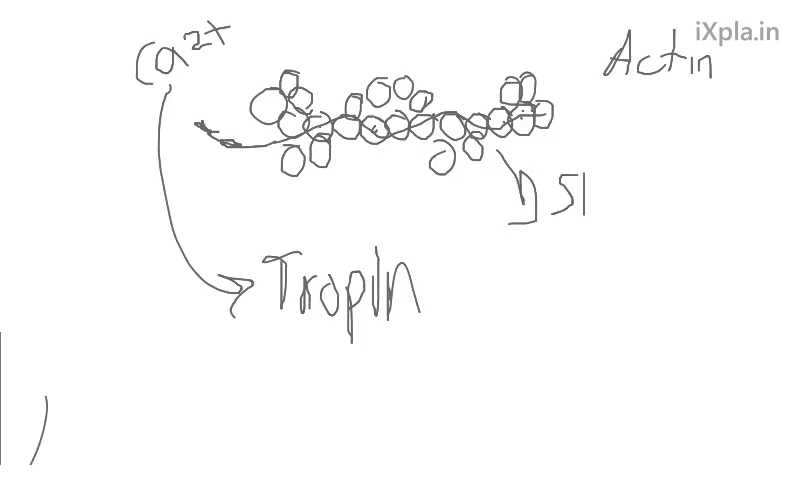 iXpla.in
Ca2+
Actin
S1
Tropin